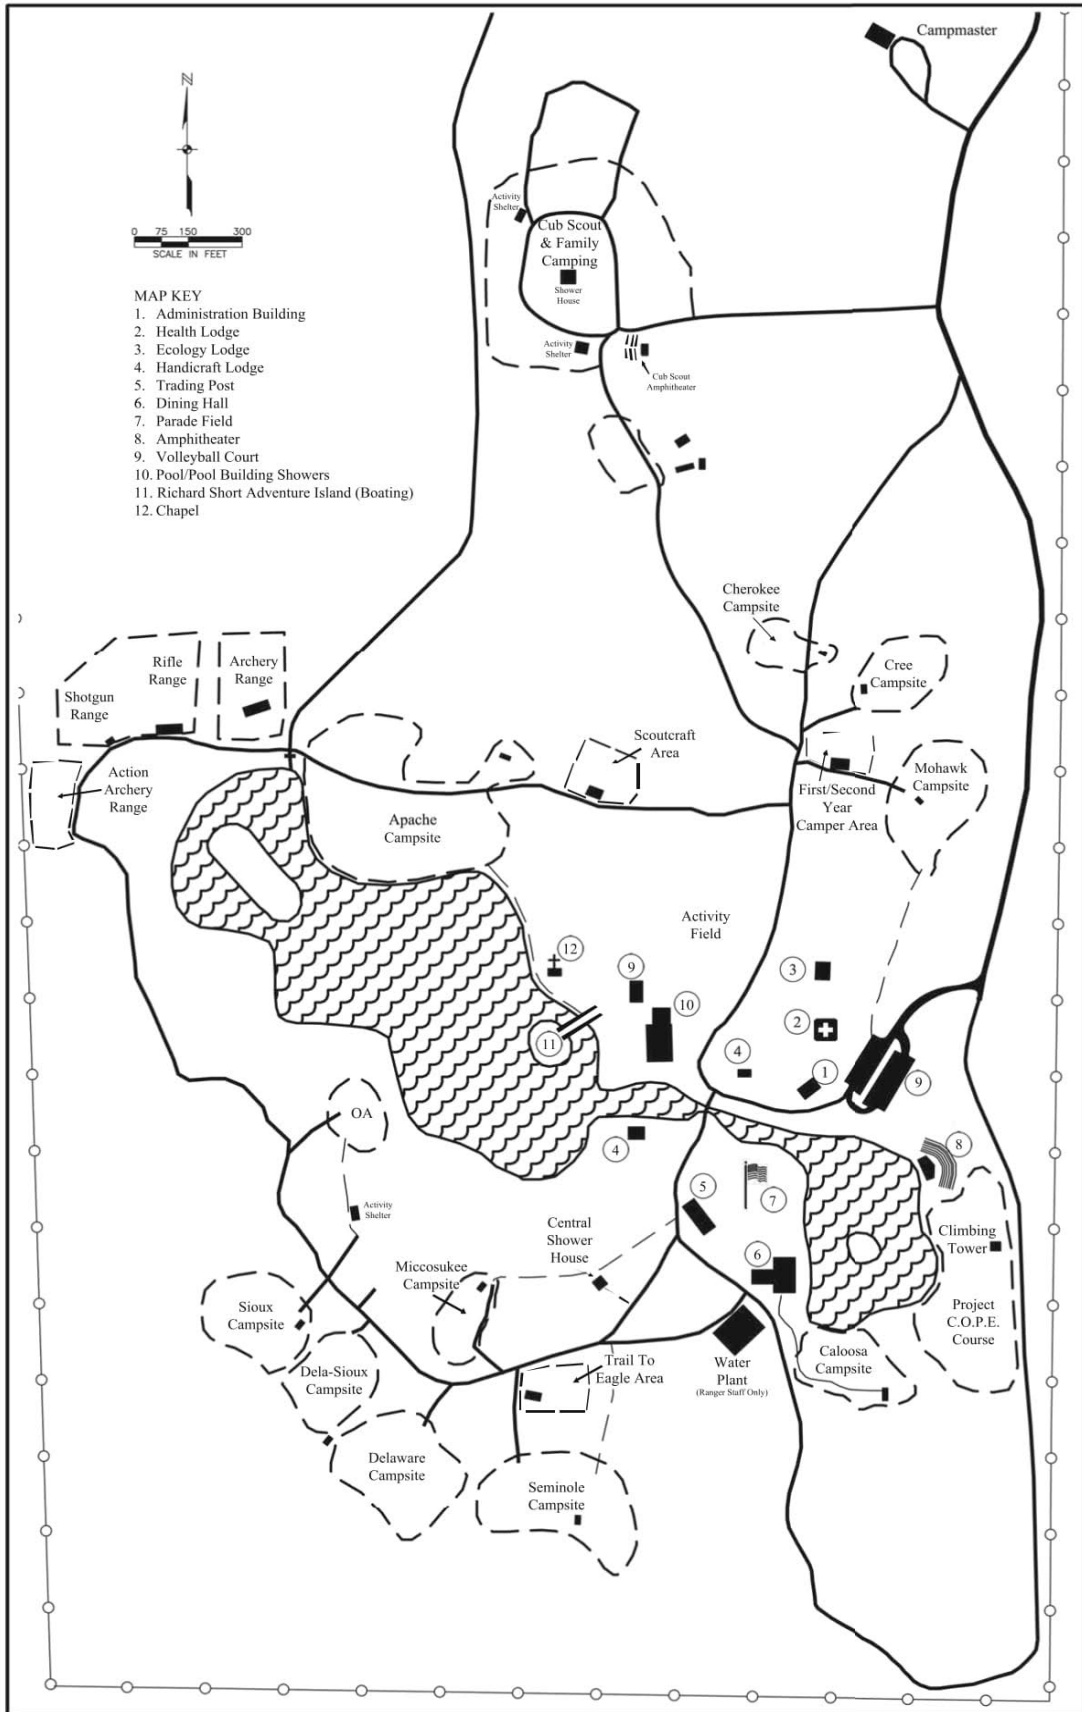 Campmaster
N
0 75 150 300
SCALE IN FEET
Activity
Shelter
Cub Scout
& Family
Camping
Shower
House
Activity
Shelter
Cub Scout
Amphitheater
MAP KEY
1. Administration Building
2. Health Lodge
3. Ecology Lodge
4. Handicraft Lodge
5. Trading Post
6. Dining Hall
7. Parade Field
8. Amphitheater
9. Volleyball Court
10. Pool/Pool Building Showers
11. Richard Short Adventure Island (Boating)
12. Chapel
Cherokee
Campsite
Cree
Campsite
Rifle
Range
Archery
Range
Shotgun
Range
Action
Archery
Range
Scoutcraft
Area
First/Second
Year
Camper Area
Mohawk
Campsite
Apache
Campsite
Activity
Field
12
9
10
3
2
11
4
1
9
OA
4
8
5
7
Activity
Shelter
Central
Shower
House
6
Climbing
Tower
Miccosukee
Campsite
Sioux
Campsite
Project
C.O.P.E.
Course
Dela-Sioux
Campsite
Trail To
Eagle Area
Water
Plant
(Ranger Staff Only)
Caloosa
Campsite
Delaware
Campsite
Seminole
Campsite